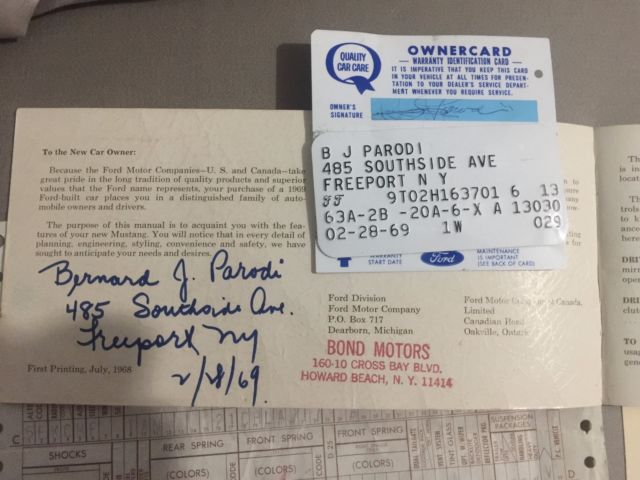 QUALITY
CAR CARE
OWNERCARD
WARRANTY IDENTIFICATION CARD
IT IS IMPERATIVE THAT YOU KEEP THIS CARD
IN YOUR VEHICLE AT ALL TIMES FOR PRESEN-
TATION TO YOUR DEALER'S SERVICE DEPART-
MENT WHENEVER YOU REQUIRE SERVICE.
OWNER'S
SIGNATURE
B J PARODI
485 SOUTHSIDE AVE
FREEPORT N Y
9T02H163701 6 13
63A-2B -20A-6-X A 13030
02-28-69 1W 029
WARRANTY
START DATE
Ford
MAINTENANCE
IS IMPORTANT
(SEE BACK OF CARD)
To the New Car Owner:
Because the Ford Motor Companies—U. S. and Canada—take
great pride in the long tradition of quality products and superior
values that the Ford name represents, your purchase of a 1969
Ford-built car places you in a distinguished family of auto-
mobile owners and drivers.
The purpose of this manual is to acquaint you with the fea-
tures of your new Mustang. You will notice that in every detail of
planning, engineering, styling, convenience and safety, we have
sought to anticipate your needs and desires.
Bernard J. Parodi
485 Southside Ave.
Freeport NY
2/28/69
First Printing, July, 1968
Ford Division
Ford Motor Company
P.O. Box 717
Dearborn, Michigan
Ford Motor Canada,
Limited
Canadian Road
Oakville, Ontario
BOND MOTORS
160-10 CROSS BAY BLVD.
HOWARD BEACH, N. Y. 11414
C
SHOCKS
REAR SPRING
(COLORS)
CODE
FRONT SPRING
(COLORS)
D 25
CODE
FRONT SPRING
(COLORS)
SUSPENSION
PACKAGES